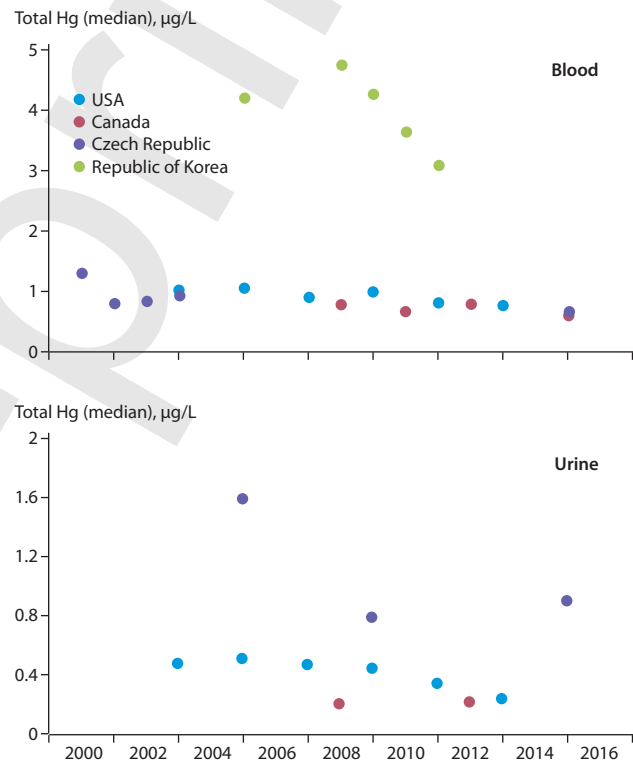 Total Hg (median), µg/L
Blood
5
4
3
2
1
0
USA
Canada
Czech Republic
Republic of Korea
Total Hg (median), µg/L
Urine
2
1.6
1.2
0.8
0.4
0
2000 2002 2004 2006 2008 2010 2012 2014 2016